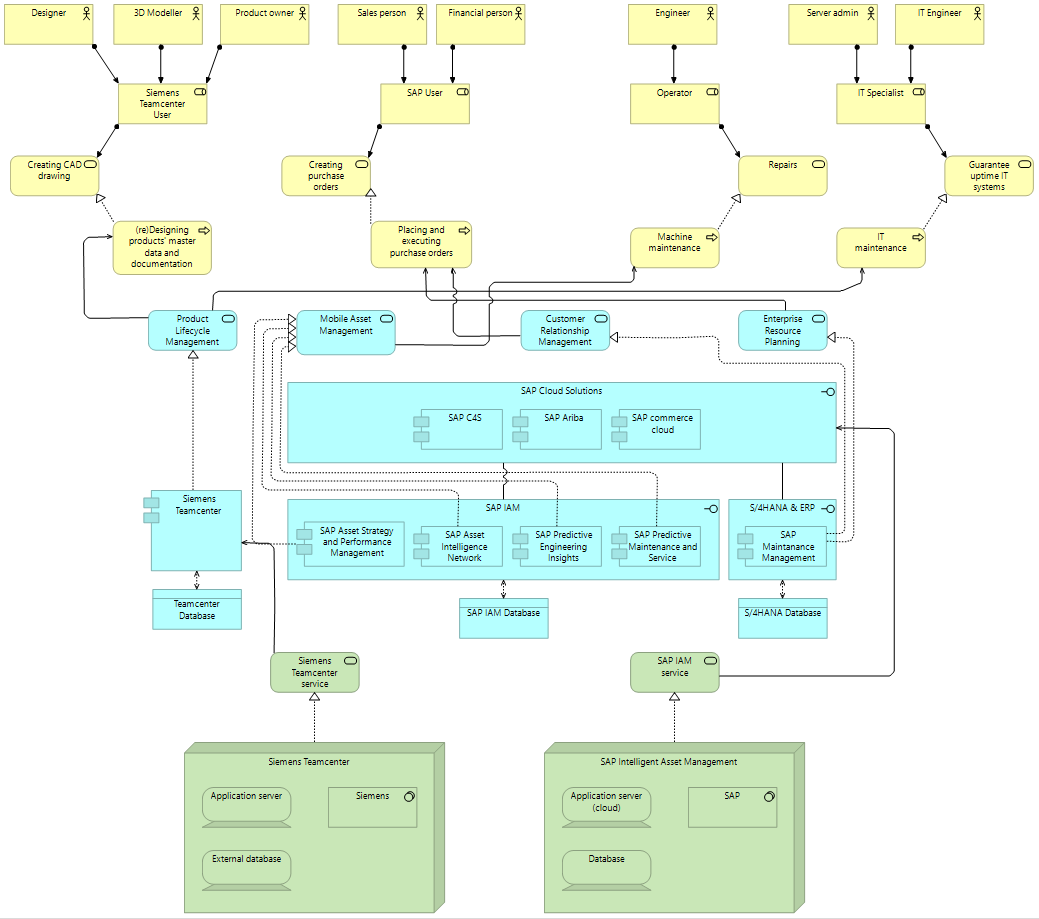 Designer
3D Modeller
Product owner
Sales person
Financial person
Engineer
Server admin
IT Engineer
Siemens
Teamcenter
User
SAP User
Operator
IT Specialist
Creating CAD
drawing
Creating
purchase
orders
Repairs
Guarantee
uptime IT
systems
(re)Designing
products' master
data and
documentation
Placing and
executing
purchase orders
Machine
maintenance
IT
maintenance
Product
Lifecycle
Management
Mobile Asset
Management
Customer
Relationship
Management
Enterprise
Resource
Planning
SAP Cloud Solutions
SAP C4S
SAP Ariba
SAP commerce
cloud
Siemens
Teamcenter
SAP IAM
S/4HANA & ERP
SAP Asset Strategy
and Performance
Management
SAP Asset
Intelligence
Network
SAP Predictive
Engineering
Insights
SAP Predictive
Maintenance and
Service
SAP
Maintanance
Management
Teamcenter
Database
SAP IAM Database
S/4HANA Database
Siemens
Teamcenter
service
SAP IAM
service
Siemens Teamcenter
Application server
Siemens
External database
SAP Intelligent Asset Management
Application server
(cloud)
SAP
Database